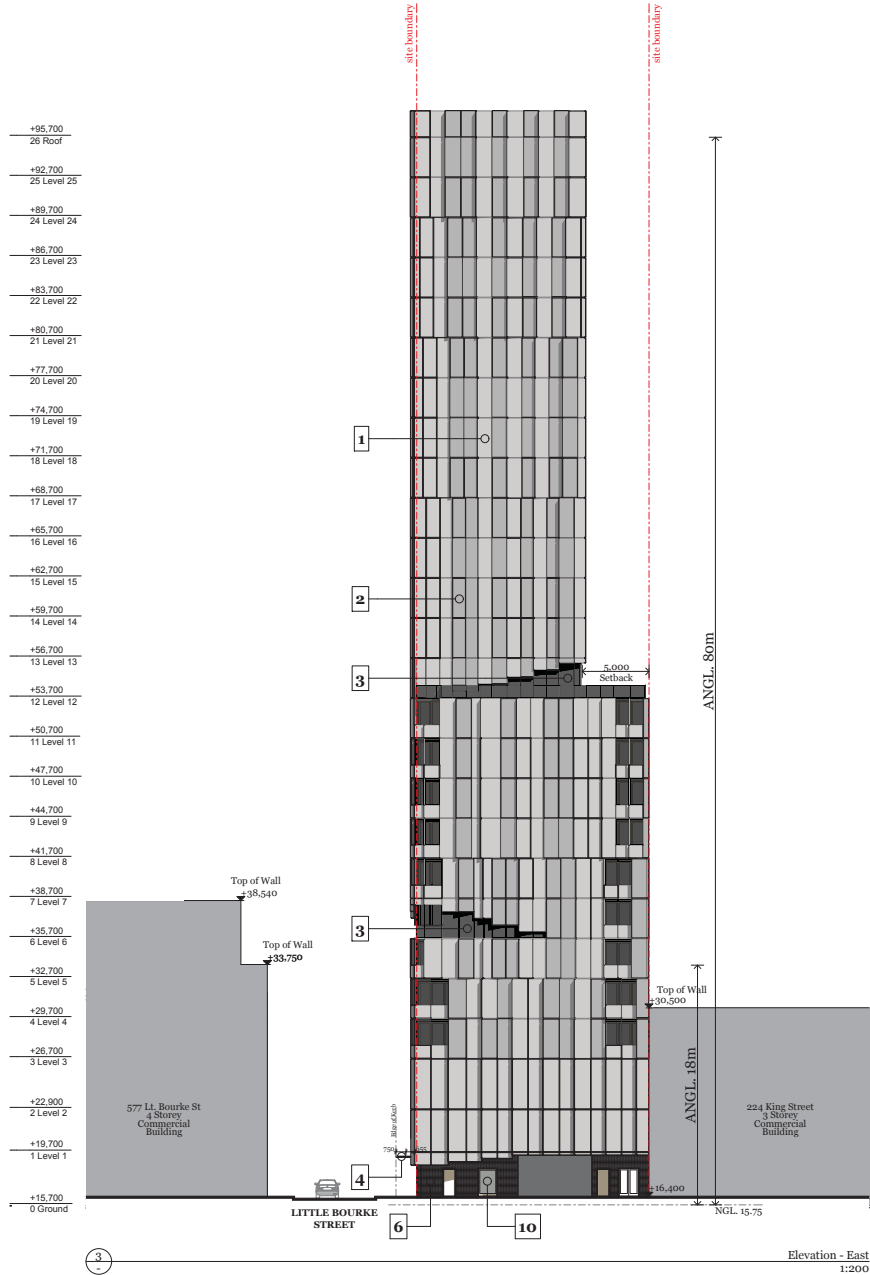 site boundary
site boundary
+95,700
26 Roof
+92,700
25 Level 25
+89,700
24 Level 24
+86,700
23 Level 23
+83,700
22 Level 22
+80,700
21 Level 21
+77,700
20 Level 20
+74,700
19 Level 19
+71,700
18 Level 18
+68,700
17 Level 17
+65,700
16 Level 16
+62,700
15 Level 15
+59,700
14 Level 14
+56,700
13 Level 13
+53,700
12 Level 12
+50,700
11 Level 11
+47,700
10 Level 10
+44,700
9 Level 9
+41,700
8 Level 8
+38,700
7 Level 7
+35,700
6 Level 6
+32,700
5 Level 5
+29,700
4 Level 4
+26,700
3 Level 3
+22,900
2 Level 2
+19,700
1 Level 1
+15,700
0 Ground
1
2
3
5,000
Setback
ANGL. 80m
3
Top of Wall
+38,540
Top of Wall
+33,750
Top of Wall
+30,500
ANGL. 18m
577 Lt. Bourke St
4 Storey
Commercial
Building
224 King Street
3 Storey
Commercial
Building
750
4
6
10
+16,400
NGL. 15.75
LITTLE BOURKE
STREET
3
-
Elevation - East
1:200